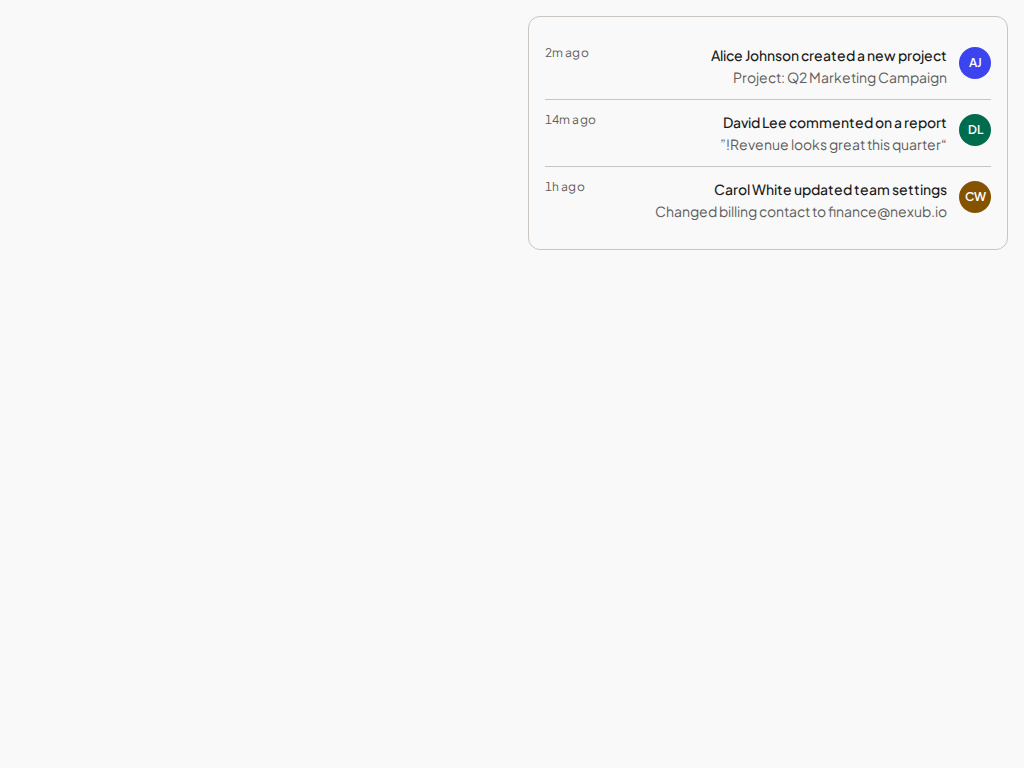 AJ
Alice Johnson created a new project
2m ago
Project: Q2 Marketing Campaign
DL
David Lee commented on a report
14m ago
"Revenue looks great this quarter!"
CW
Carol White updated team settings
1h ago
Changed billing contact to finance@nexub.io